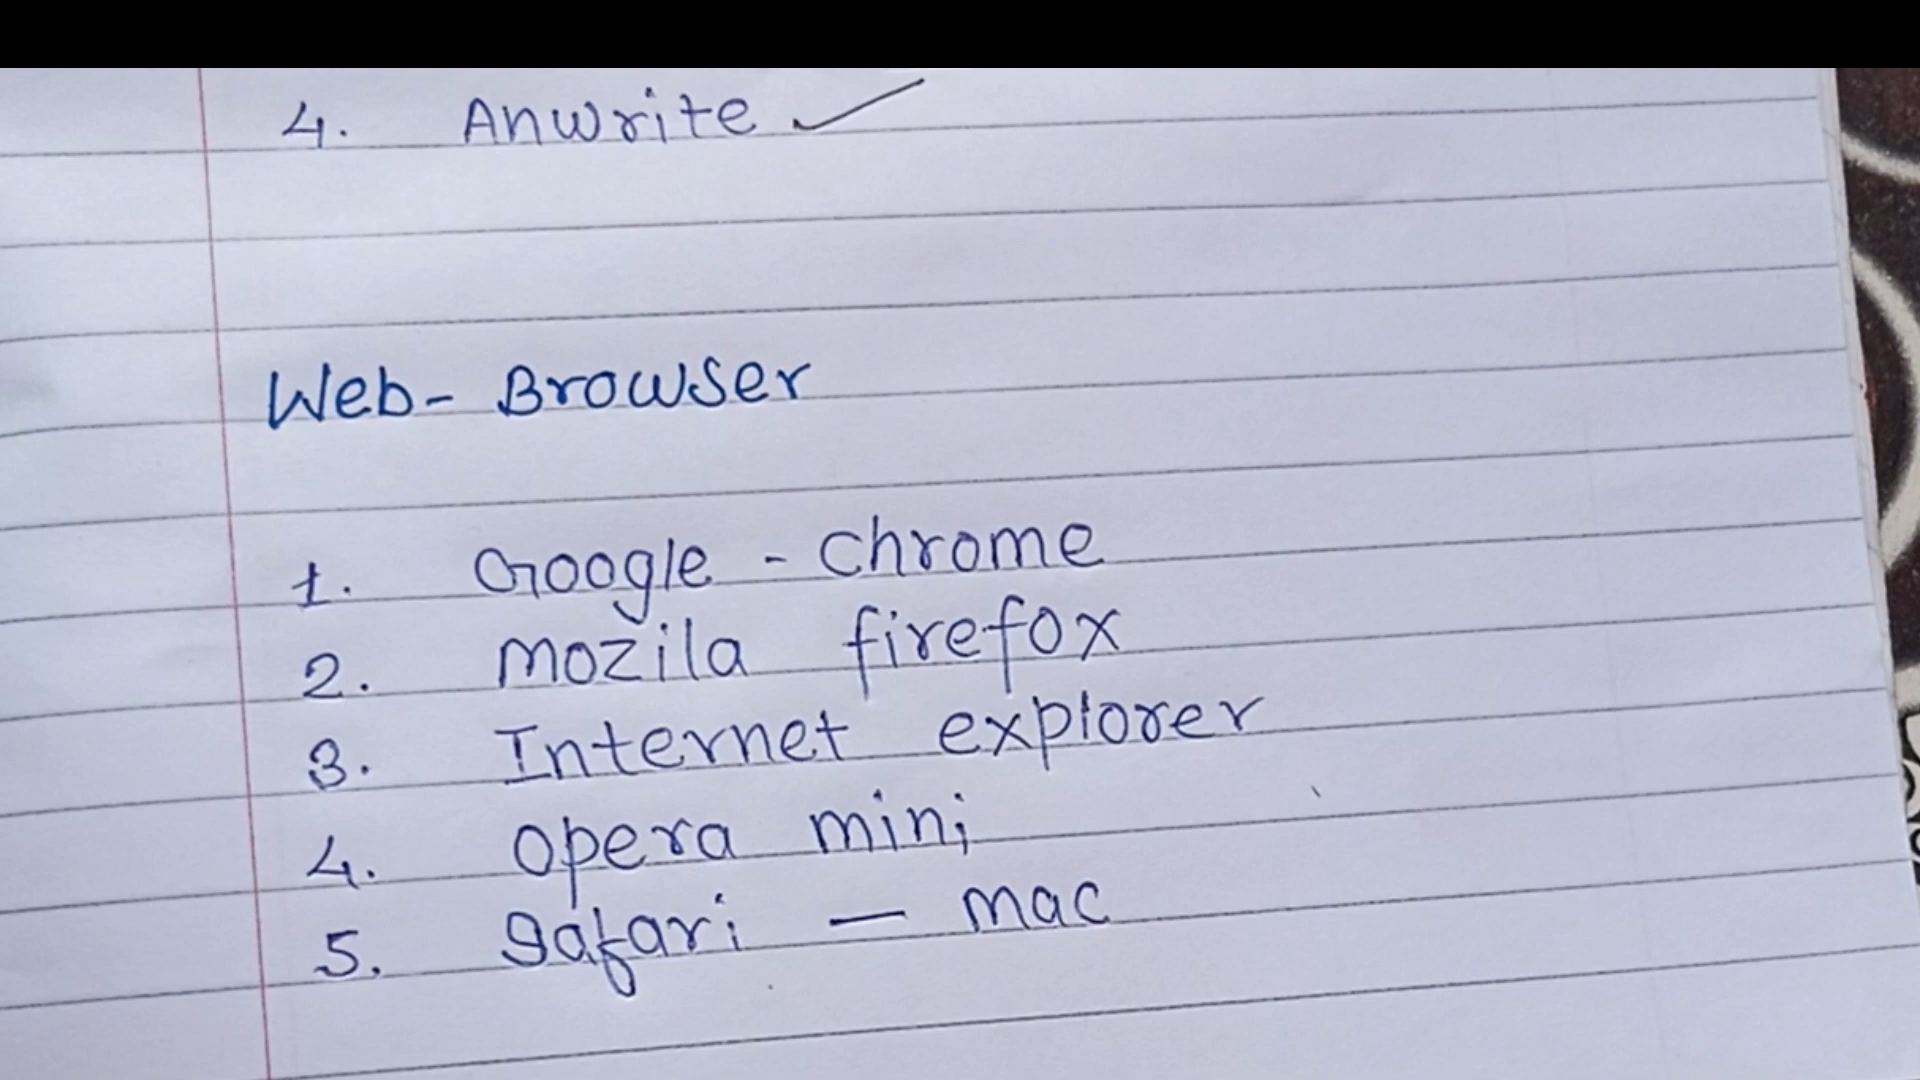 4. Anwrite
Web- Browser
1. Google - chrome
2. mozila firefox
3. Internet explorer
4. opera mini
5. Safari — mac